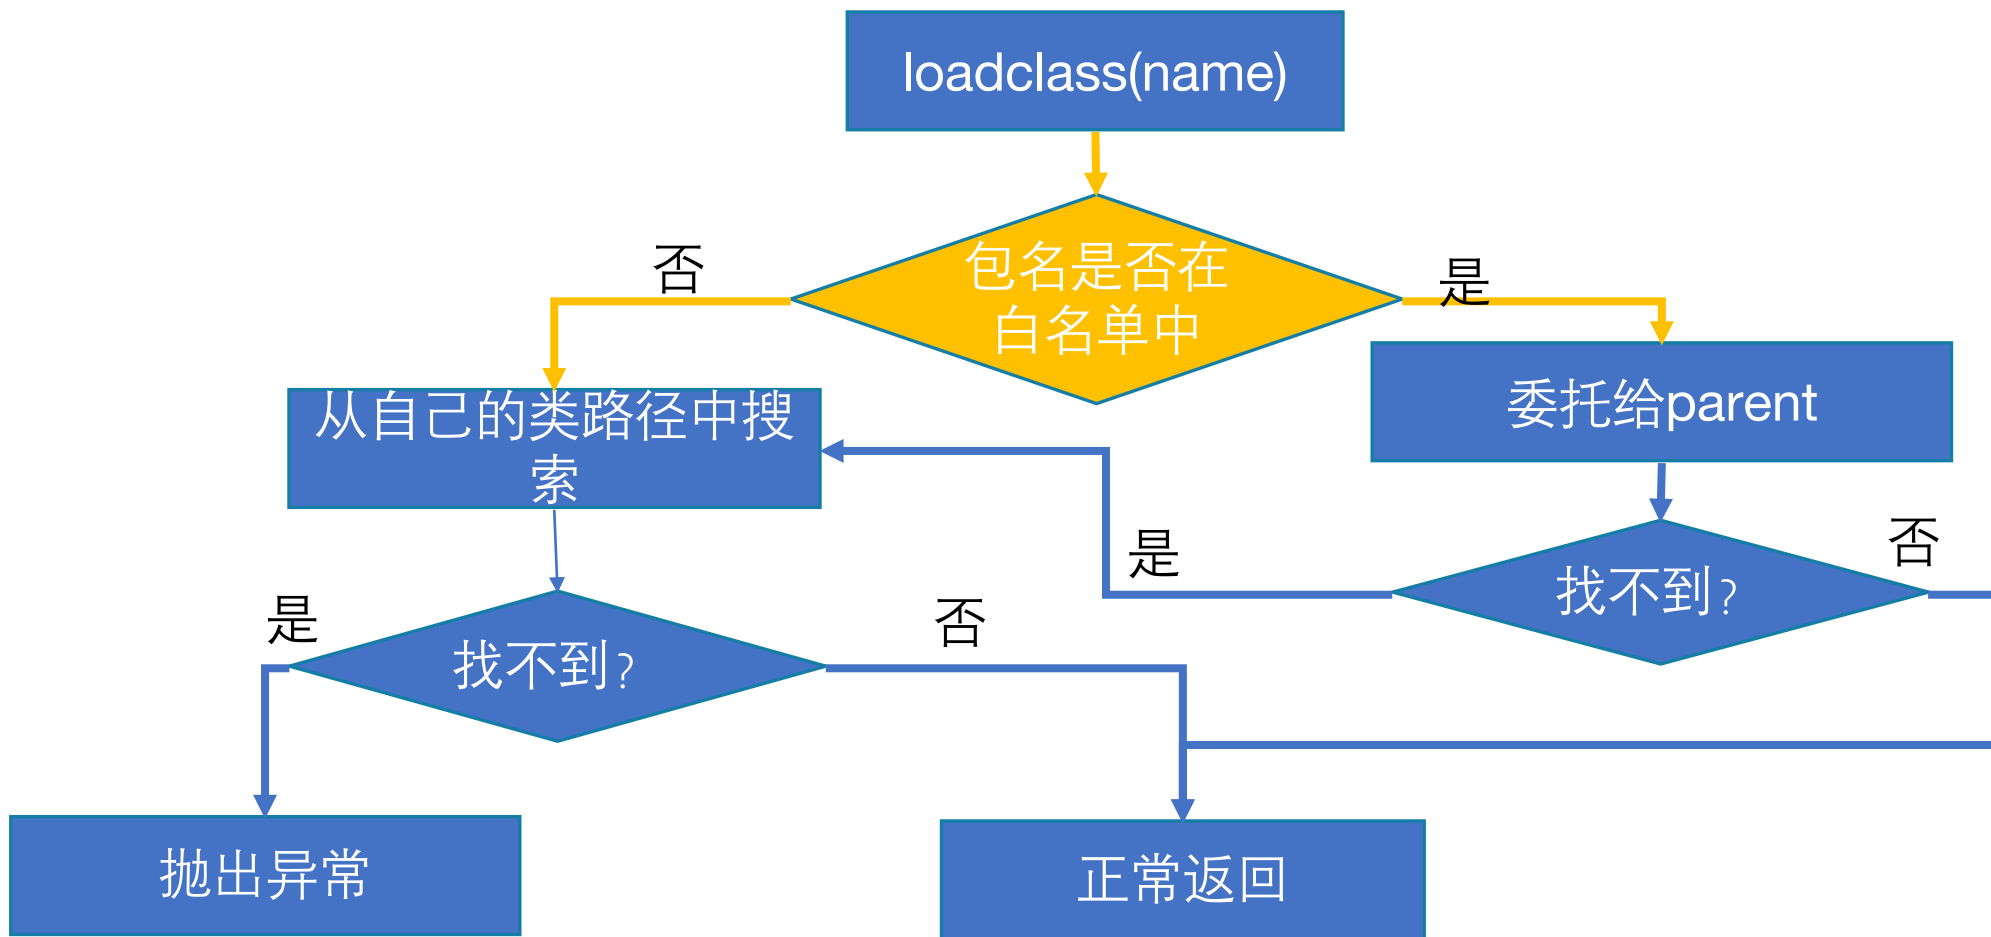 loadclass(name)
包名是否在
白名单中
否
是
从自己的类路径中搜
索
委托给parent
是
否
找不到?
是
否
找不到?
抛出异常
正常返回